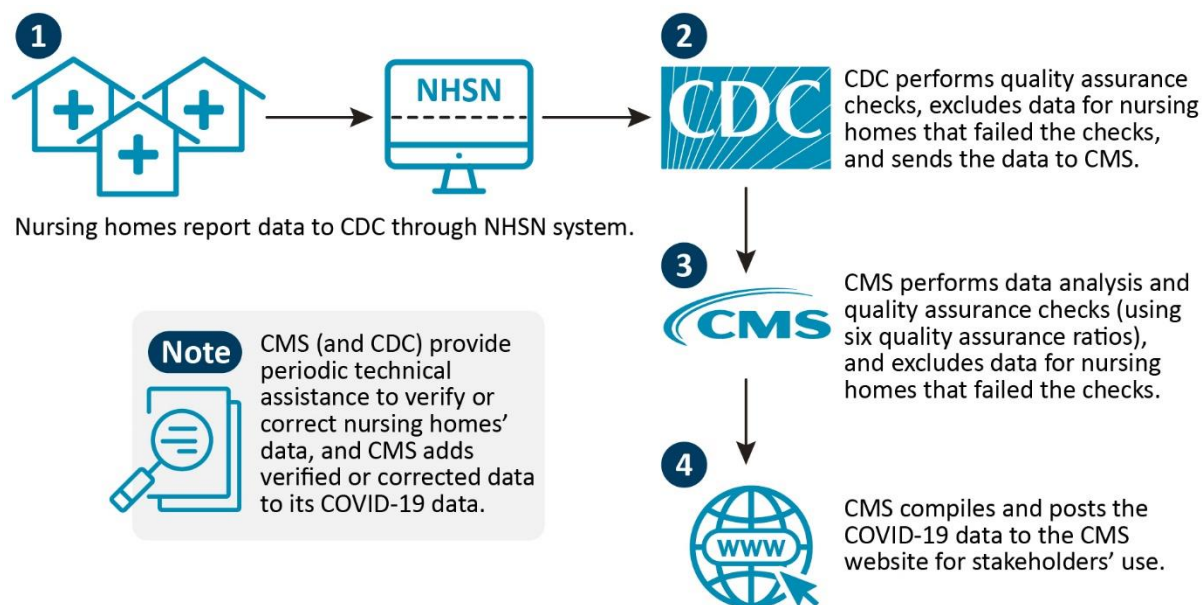 1
NHSN
Nursing homes report data to CDC through NHSN system.
2
CDC
CDC performs quality assurance
checks, excludes data for nursing
homes that failed the checks,
and sends the data to CMS.
3
CMS
CMS performs data analysis and
quality assurance checks (using
six quality assurance ratios),
and excludes data for nursing
homes that failed the checks.
Note
CMS (and CDC) provide
periodic technical
assistance to verify or
correct nursing homes’
data, and CMS adds
verified or corrected data
to its COVID-19 data.
4
www
CMS compiles and posts the
COVID-19 data to the CMS
website for stakeholders’ use.